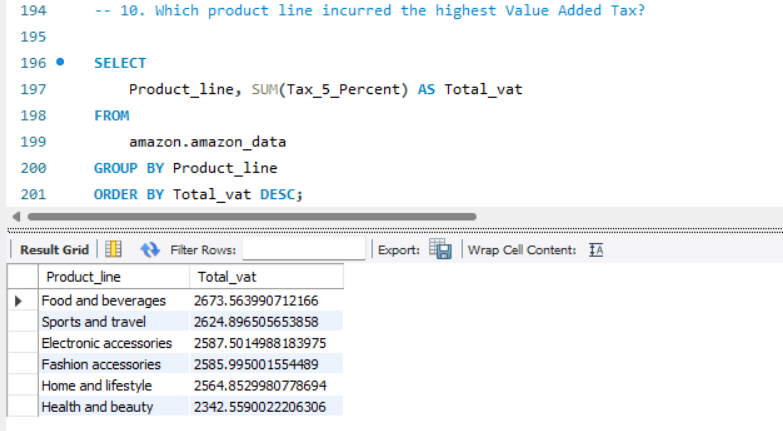 194 -- 10. Which product line incurred the highest Value Added Tax?
195
196 SELECT
197 Product_line, SUM(Tax_5_Percent) AS Total_vat
198 FROM
199 amazon.amazon_data
200 GROUP BY Product_line
201 ORDER BY Total_vat DESC;
Result Grid Filter Rows: Export: Wrap Cell Content: IA
Product_line Total_vat
Food and beverages 2673.563990712166
Sports and travel 2624.896505653858
Electronic accessories 2587.5014988183975
Fashion accessories 2585.995001554489
Home and lifestyle 2564.8529980778694
Health and beauty 2342.5590022206306